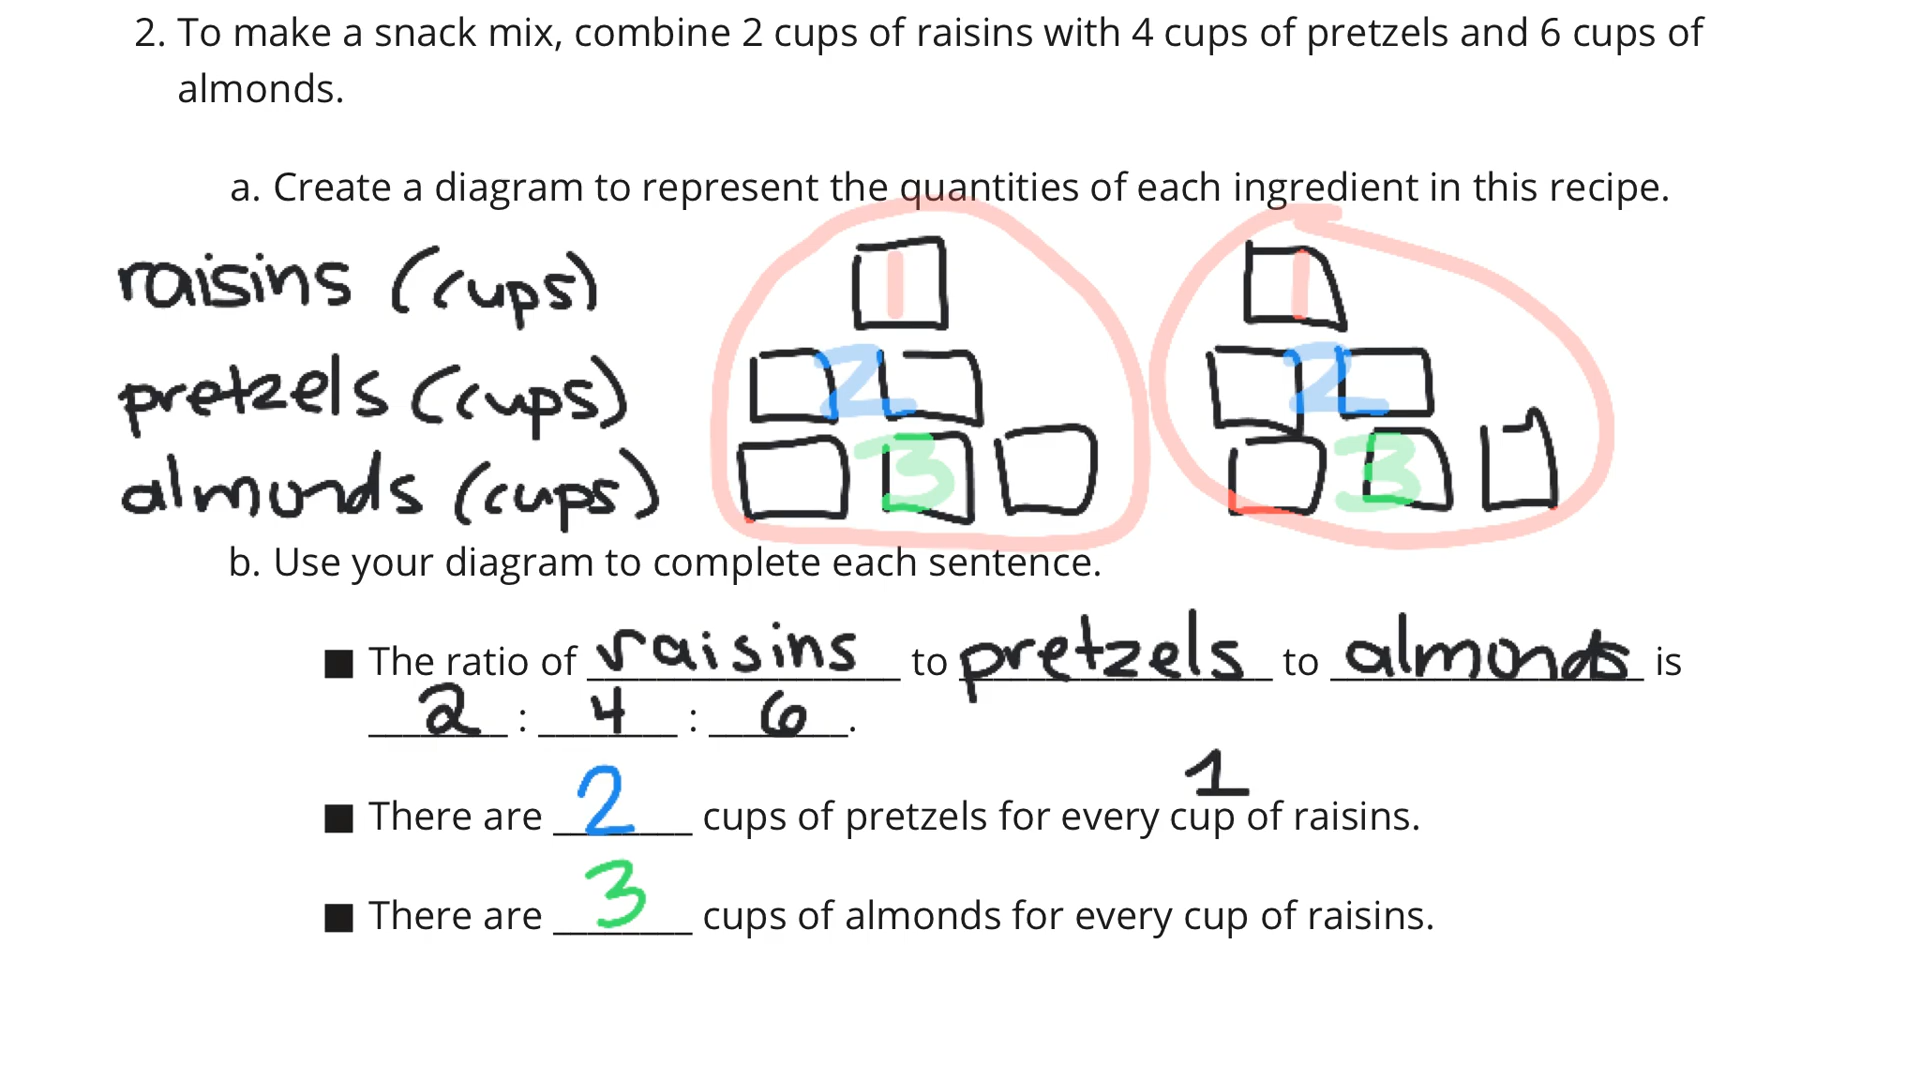 2. To make a snack mix, combine 2 cups of raisins with 4 cups of pretzels and 6 cups of
almonds.
a. Create a diagram to represent the quantities of each ingredient in this recipe.
raisins (cups) 1 1
pretzels (cups) 2 2
almonds (cups) 3 3
b. Use your diagram to complete each sentence.
■ The ratio of raisins to pretzels to almonds is
2 : 4 : 6.
1
■ There are 2 cups of pretzels for every cup of raisins.
■ There are 3 cups of almonds for every cup of raisins.